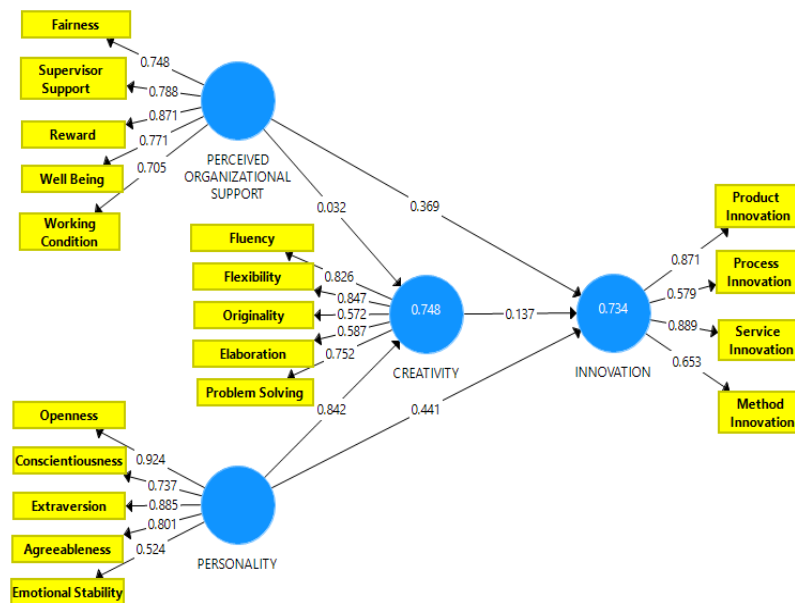 Fairness
0.748
Supervisor
Support
0.788
Reward
0.871
Well Being
0.771
Working
Condition
0.705
PERCEIVED
ORGANIZATIONAL
SUPPORT
0.032
0.369
Fluency
0.826
Flexibility
0.847
Originality
0.572
Elaboration
0.587
Problem Solving
0.752
0.748
CREATIVITY
0.137
0.734
INNOVATION
Product
Innovation
0.871
Process
Innovation
0.579
Service
Innovation
0.889
Method
Innovation
0.653
0.842
0.441
Openness
0.924
Conscientiousness
0.737
Extraversion
0.885
Agreeableness
0.801
Emotional Stability
0.524
PERSONALITY